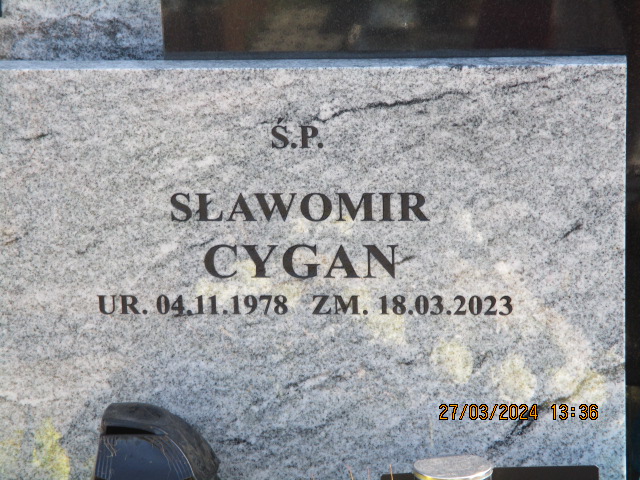 Ś.P.
SŁAWOMIR
CYGAN
UR. 04.11.1978 ZM. 18.03.2023
27/03/2024 13:36